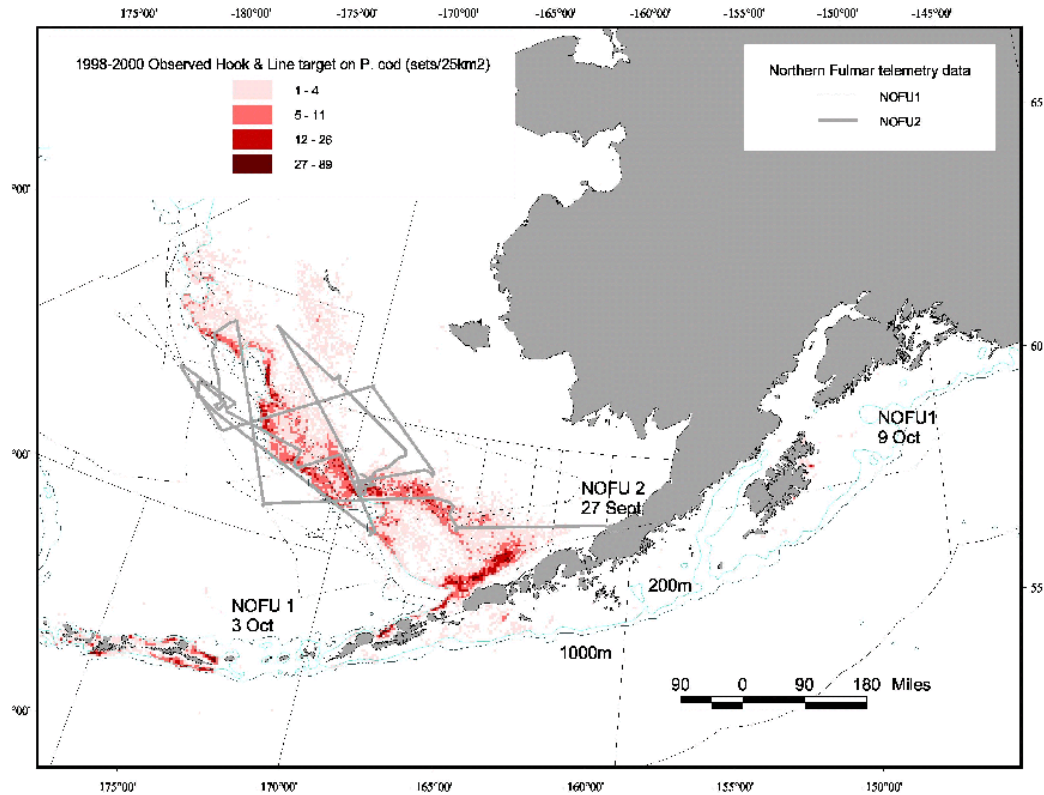 -175°00' -180°00' -175°00' -170°00' -165°00' -160°00' -155°00' -150°00' -145°00'
1998-2000 Observed Hook & Line target on P. cod (sets/25km2)
1 - 4
5 - 11
12 - 26
27 - 89
Northern Fulmar telemetry data
NOFU1
NOFU2
65
°00'
60
°00'
NOFU1
9 Oct
NOFU 2
27 Sept
200m
55
NOFU 1
3 Oct
1000m
90 0 90 180 Miles
°00'
175°00' 170°00' 165°00' 160°00' 155°00' 150°00'